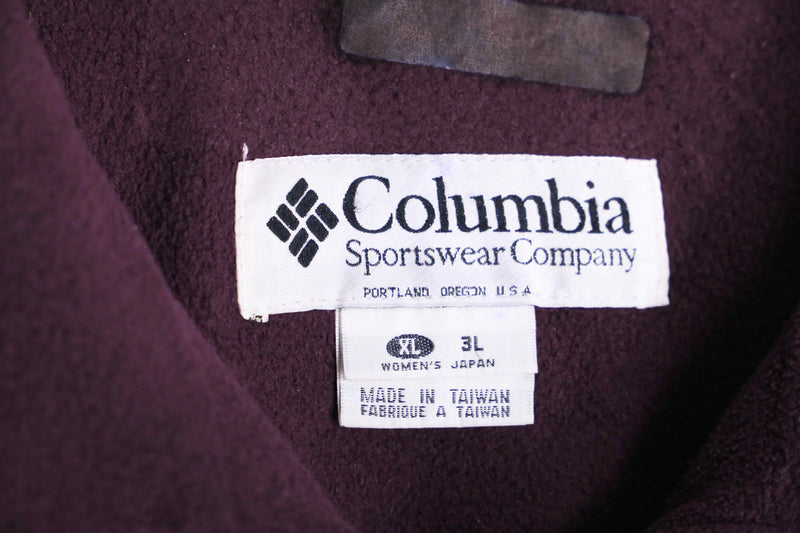 Columbia
Sportswear Company
PORTLAND, OREGON U S A
XL 3L
WOMEN'S JAPAN
MADE IN TAIWAN
FABRIQUE A TAIWAN